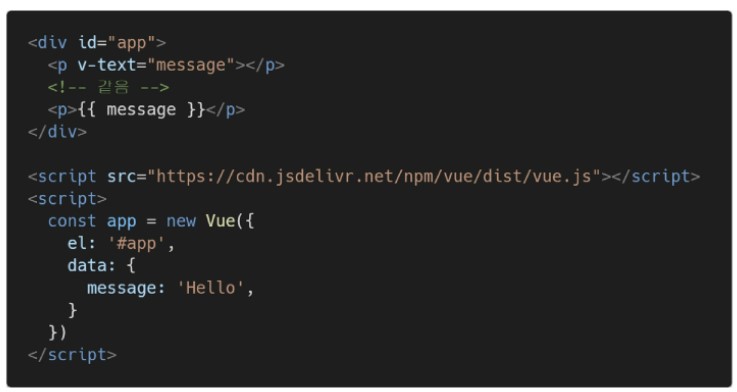 <div id="app">
  <p v-text="message"></p>
  <!-- 같음 -->
  <p>{{ message }}</p>
</div>

<script src="https://cdn.jsdelivr.net/npm/vue/dist/vue.js"></script>
<script>
  const app = new Vue({
    el: '#app',
    data: {
      message: 'Hello',
    }
  })
</script>